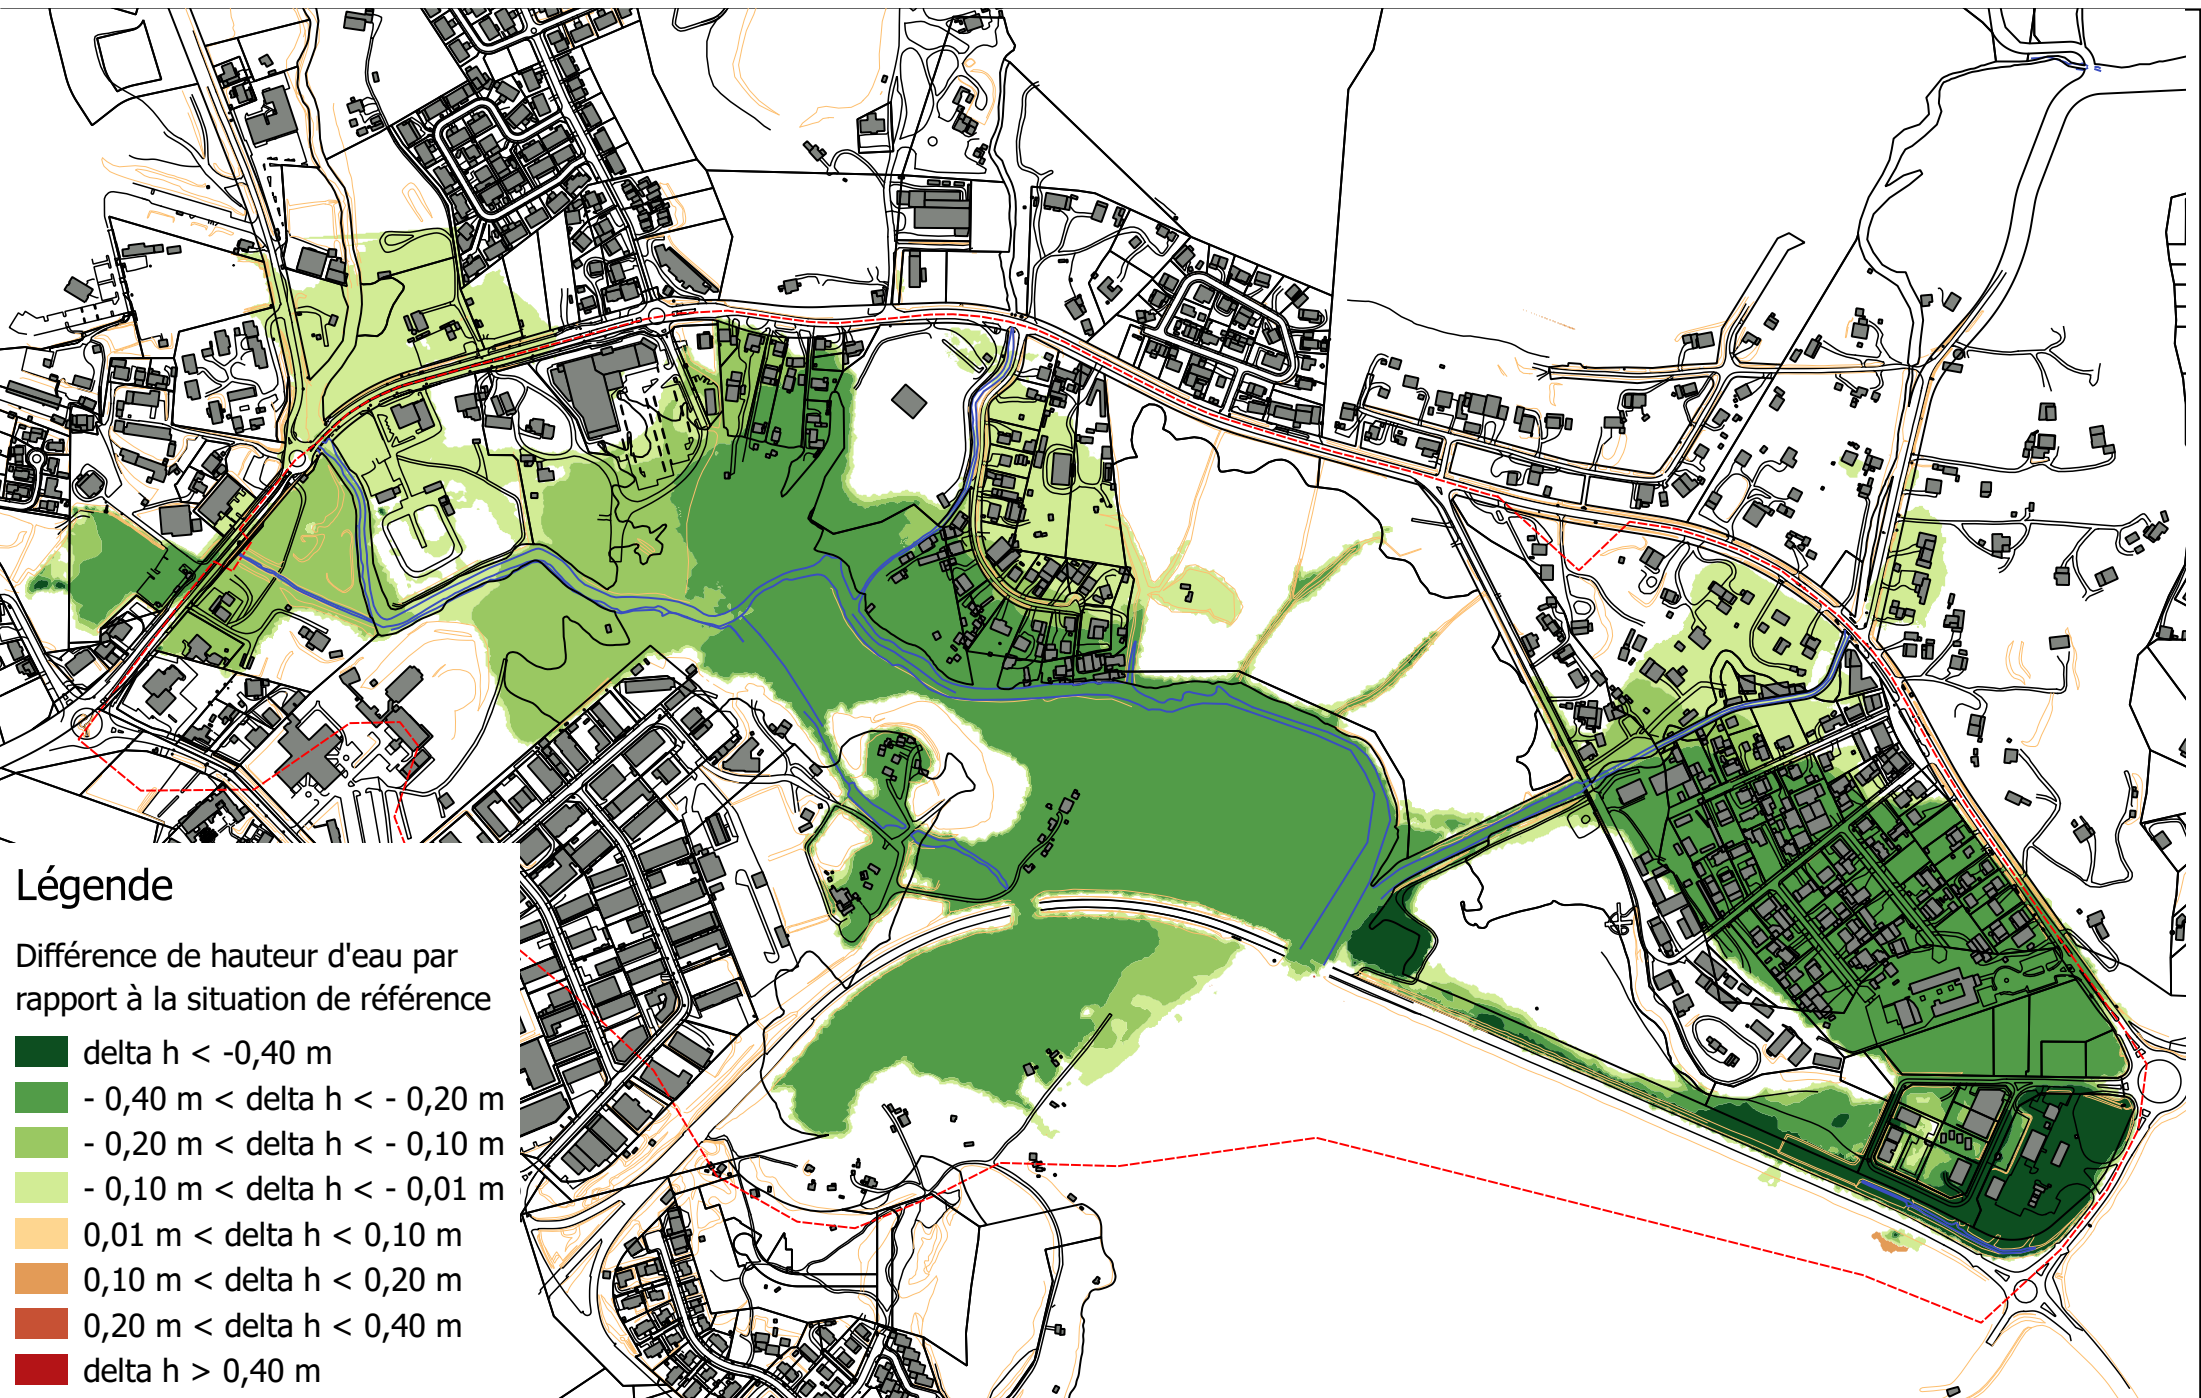 Légende
Différence de hauteur d'eau par
rapport à la situation de référence
delta h < -0,40 m
- 0,40 m < delta h < - 0,20 m
- 0,20 m < delta h < - 0,10 m
- 0,10 m < delta h < - 0,01 m
0,01 m < delta h < 0,10 m
0,10 m < delta h < 0,20 m
0,20 m < delta h < 0,40 m
delta h > 0,40 m